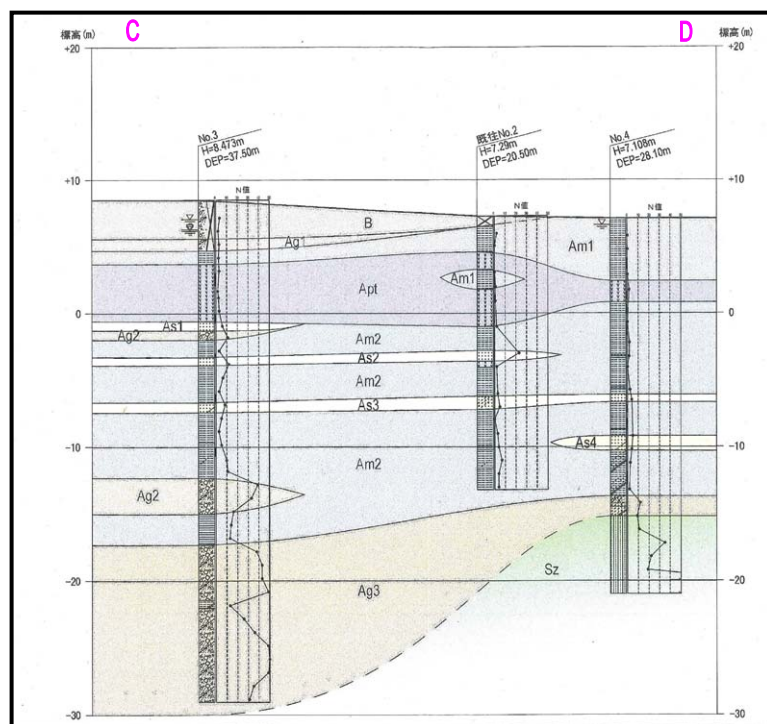 標高(m)
C
D
標高(m)
+20
+20
No.3
H=8.473m
DEP=37.50m
既往No.2
H=7.29m
DEP=20.50m
No.4
H=7.108m
DEP=28.10m
+10
+10
N値
N値
N値
B
Ag1
Am1
Am1
Apt
0
0
As1
Ag2
Am2
As2
Am2
As3
As4
-10
-10
Am2
Ag2
Sz
-20
-20
Ag3
-30
-30